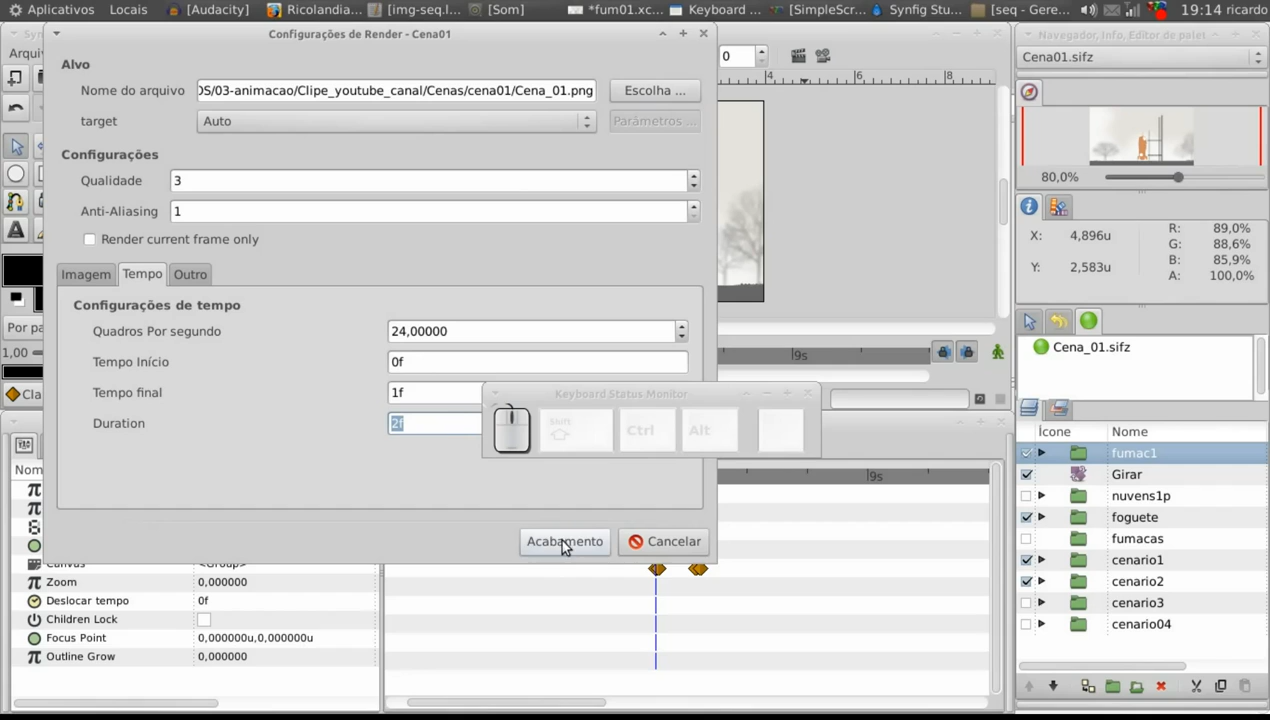 Aplicativos Locais [Audacity] Ricolandia... [img-seq.l... [Som] *fum01.xc... Keyboard ... [SimpleScr... Synfig Stu... [seq - Gere... 19:14 ricardo
Configurações de Render - Cena01
Navegador, Info, Editor de palet
Arqui
Alvo
Nome do arquivo OS/03-animacao/Clipe_youtube_canal/Cenas/cena01/Cena_01.png Escolha ...
target Auto Parâmetros ...
Configurações
Qualidade 3
Anti-Aliasing 1
Render current frame only
Imagem Tempo Outro
Configurações de tempo
Quadros Por segundo 24,00000
Tempo Início 0f
Tempo final 1f
Duration 2f
Acabamento Cancelar
Keyboard Status Monitor
Shift Ctrl Alt
0
4 6 8
9s
9s
Por pa
1,00
Cla
Nom
Canvas <Group>
Zoom 0,000000
Deslocar tempo 0f
Children Lock
Focus Point 0,000000u,0,000000u
Outline Grow 0,000000
Cena01.sifz
80,0%
X: 4,896u
Y: 2,583u
R: 89,0%
G: 88,6%
B: 85,9%
A: 100,0%
Cena_01.sifz
Ícone Nome
fumac1
Girar
nuvens1p
foguete
fumacas
cenario1
cenario2
cenario3
cenario04